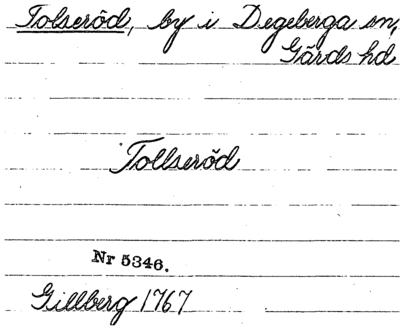 Tolseröd, by i Degeberga sn,
Gärds hd
Tollseröd
Nr 5346.
Gillberg 1767